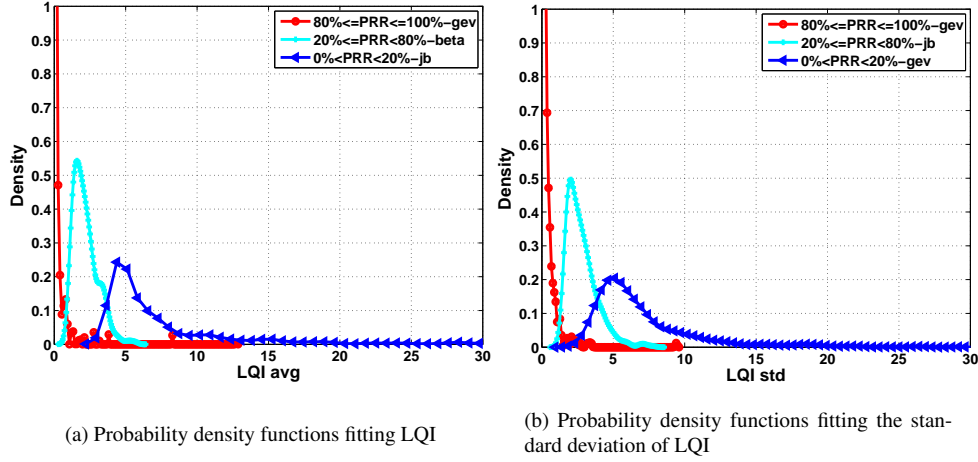 1
0.9
0.8
0.7
0.6
0.5
0.4
0.3
0.2
0.1
0
Density
0 5 10 15 20 25 30
LQI avg
80%<=PRR<=100%-gev
20%<=PRR<80%-beta
0%<PRR<20%-jb
(a) Probability density functions fitting LQI
1
0.9
0.8
0.7
0.6
0.5
0.4
0.3
0.2
0.1
0
Density
0 5 10 15 20 25 30
LQI std
80%<=PRR<=100%-gev
20%<=PRR<80%-jb
0%<PRR<20%-gev
(b) Probability density functions fitting the stan-
dard deviation of LQI